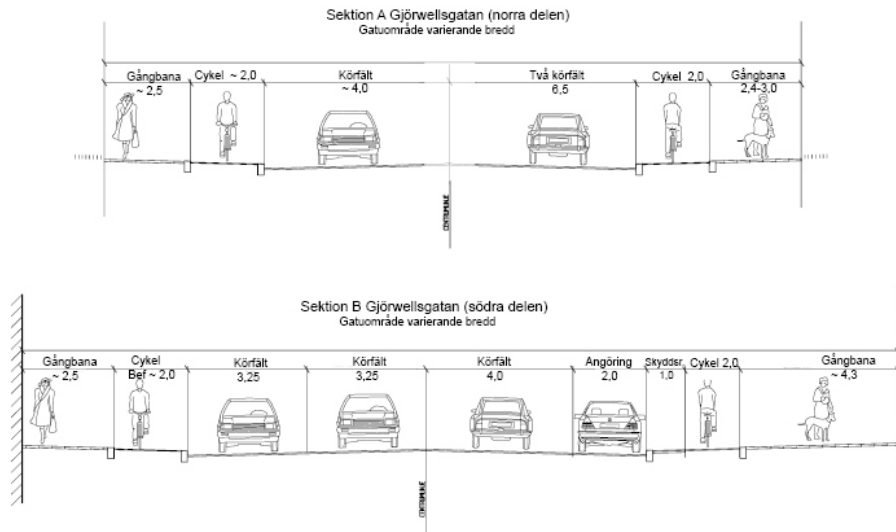 Sektion A Gjörwellsgatan (norra delen)
Gatuområde varierande bredd
Gångbana
~ 2,5
Cykel ~ 2,0
Körfält
~ 4,0
Två körfält
6,5
Cykel 2,0
Gångbana
2,4-3,0
CENTRUMLINJE
Sektion B Gjörwellsgatan (södra delen)
Gatuområde varierande bredd
Gångbana
~ 2,5
Cykel
Bef ~ 2,0
Körfält
3,25
Körfält
3,25
Körfält
4,0
Angöring
2,0
Skyddsr.
1,0
Cykel 2,0
Gångbana
~ 4,3
CENTRUMLINJE